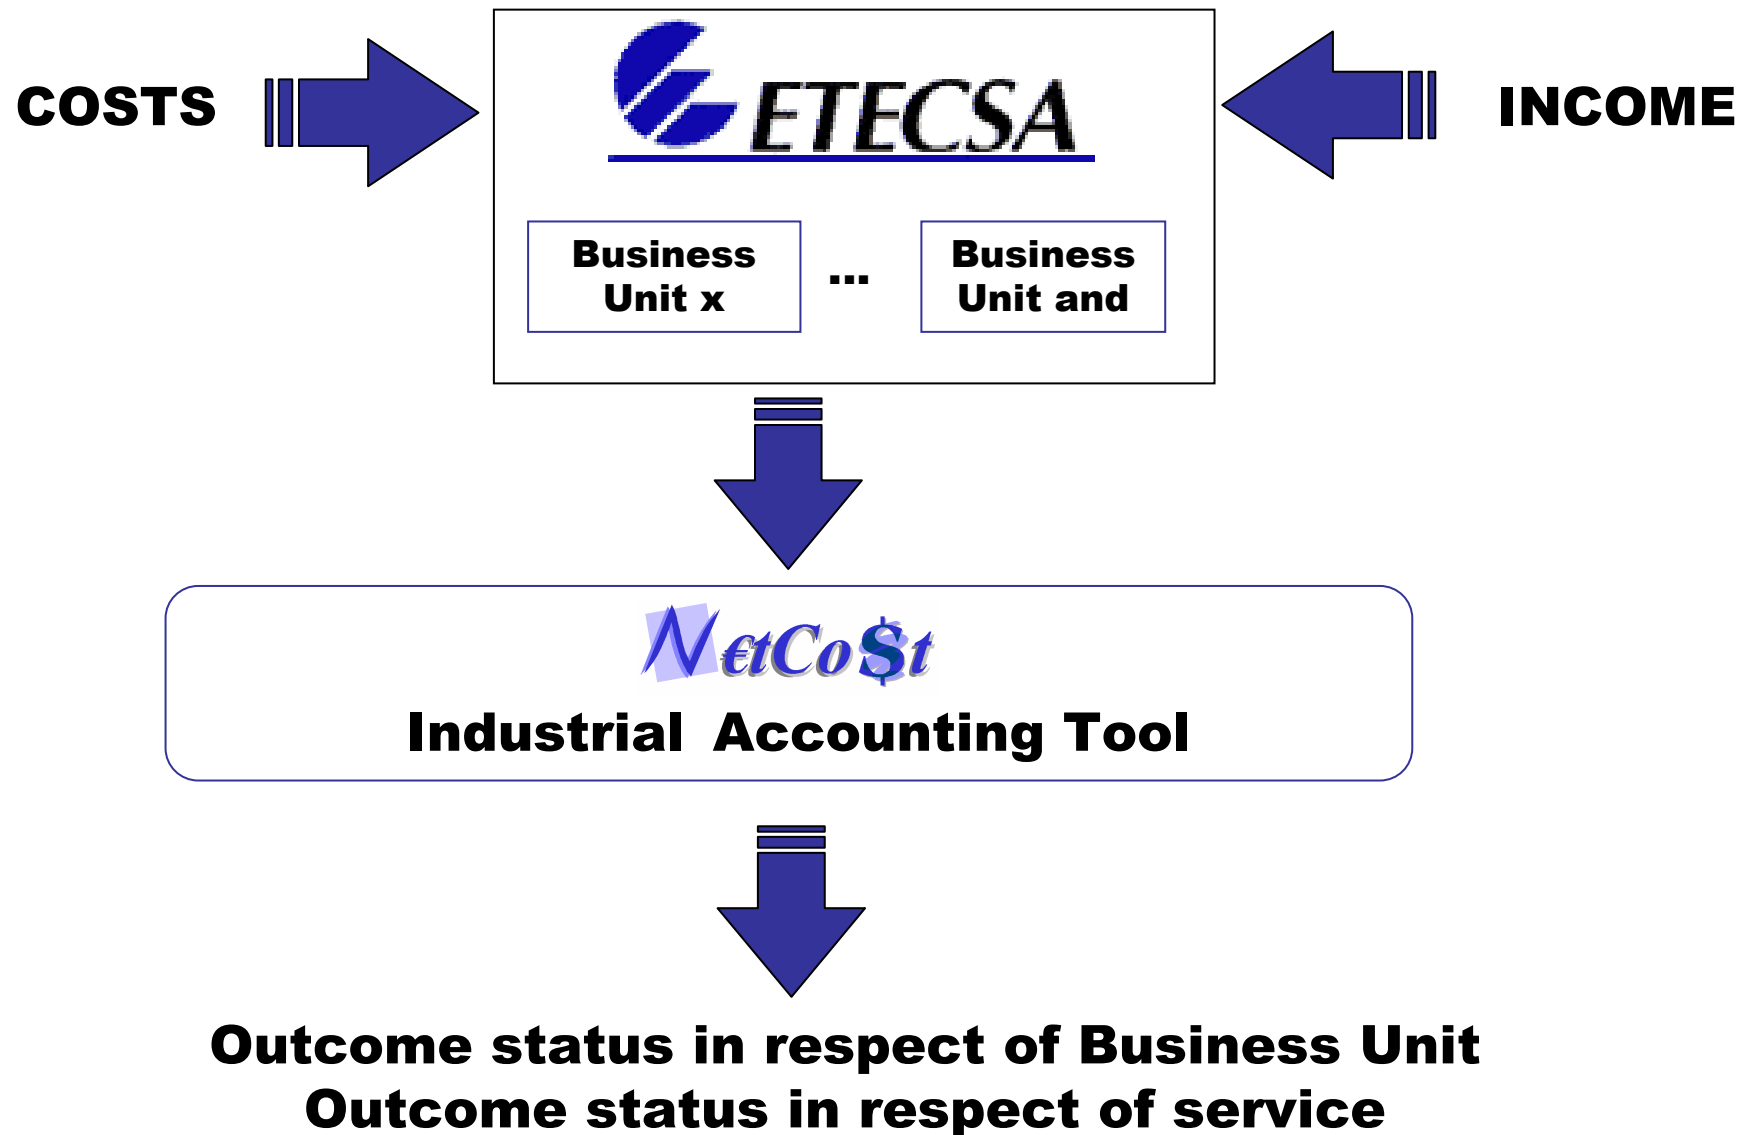 COSTS
ETECSA
INCOME
Business
Unit x
...
Business
Unit and
N€tCo$t
Industrial Accounting Tool
Outcome status in respect of Business Unit
Outcome status in respect of service